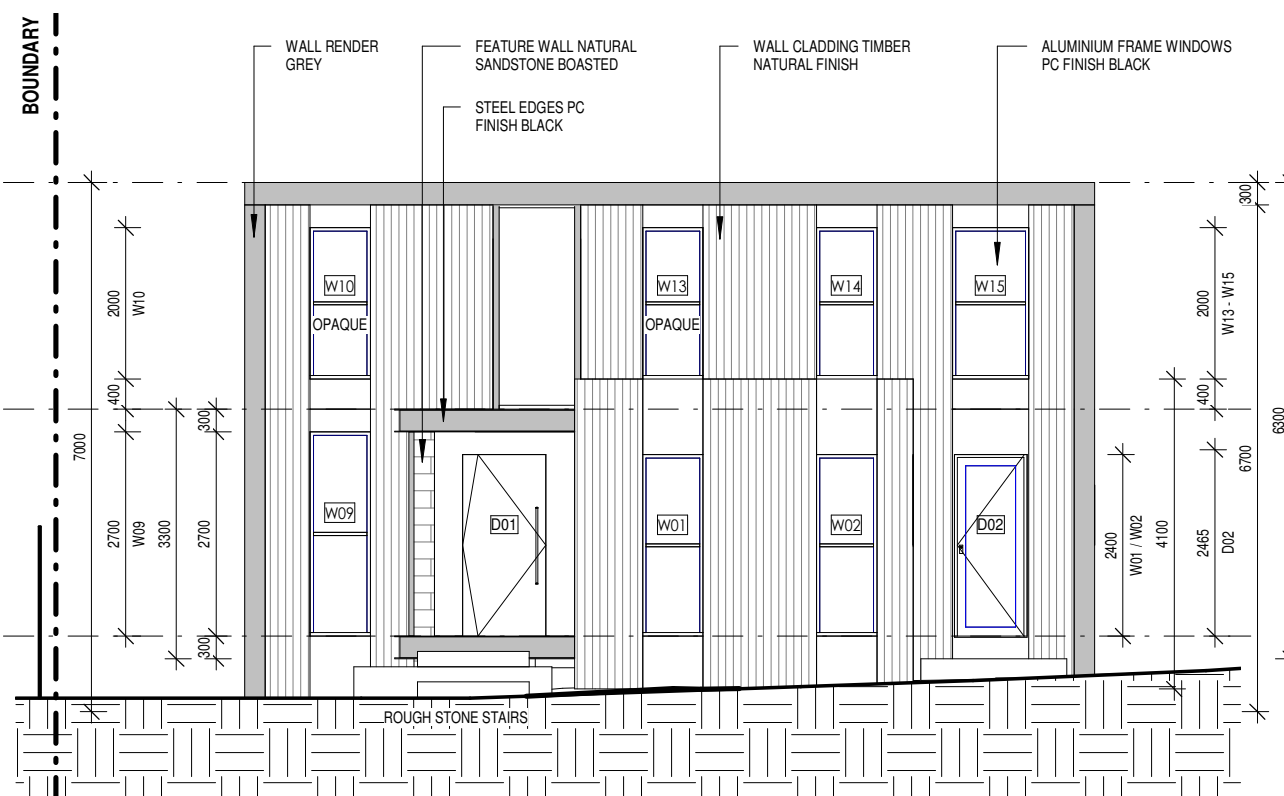 BOUNDARY
WALL RENDER
GREY
FEATURE WALL NATURAL
SANDSTONE BOASTED
STEEL EDGES PC
FINISH BLACK
WALL CLADDING TIMBER
NATURAL FINISH
ALUMINIUM FRAME WINDOWS
PC FINISH BLACK
300
W10
W13
W14
W15
OPAQUE
OPAQUE
2000
W10
2000
W13 - W15
400
400
300
7000
6300
6700
W09
D01
W01
W02
D02
2700
W09
3300
2700
2400
W01 / W02
4100
2465
D02
300
ROUGH STONE STAIRS